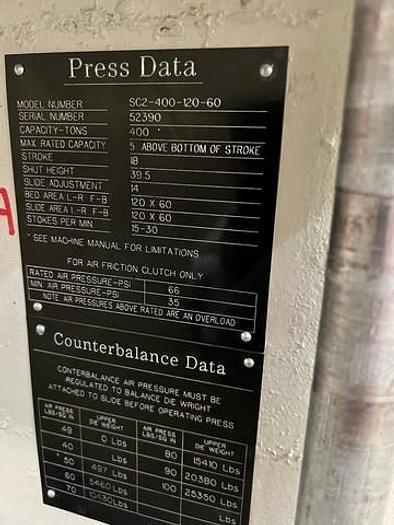 Press Data
MODEL NUMBER SC2-400-120-60
SERIAL NUMBER 52390
CAPACITY-TONS 400 *
MAX RATED CAPACITY .5 ABOVE BOTTOM OF STROKE
STROKE 18
SHUT HEIGHT 39.5
SLIDE ADJUSTMENT 14
BED AREA L-R F-B 120 X 60
SLIDE AREA L-R F-B 120 X 60
STOKES PER MIN 15-30
* SEE MACHINE MANUAL FOR LIMITATIONS
FOR AIR FRICTION CLUTCH ONLY
RATED AIR PRESSURE-PSI 66
MIN. AIR PRESSURE-PSI 35
NOTE: AIR PRESSURES ABOVE RATED ARE AN OVERLOAD
Counterbalance Data
CONTERBALANCE AIR PRESSURE MUST BE
REGULATED TO BALANCE DIE WRIGHT
ATTACHED TO SLIDE BEFORE OPERATING PRESS
AIR PRESS LBS/SQ IN UPPER DIE WEIGHT AIR PRESS LBS/SQ IN UPPER DIE WEIGHT
48 0 Lbs 80 15410 Lbs
40 Lbs 90 20380 Lbs
* 50 497 Lbs 100 25350 Lbs
60 5460 Lbs Lbs
70 10430 Lbs